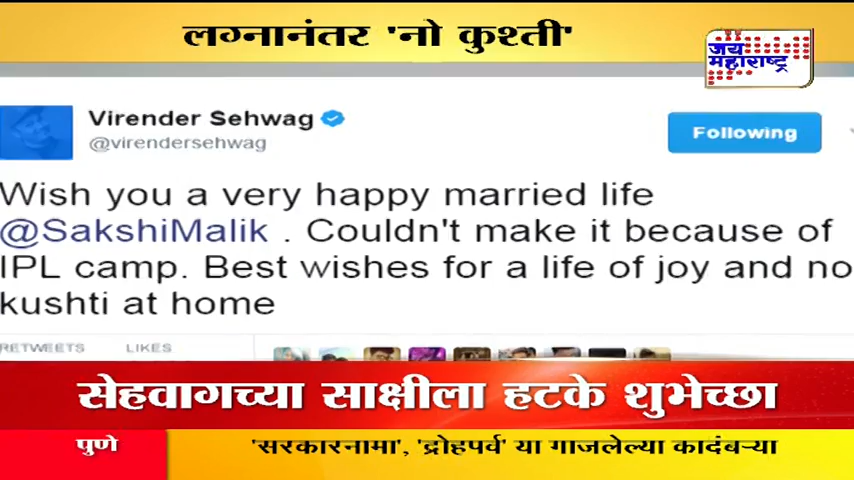 लग्नानंतर 'नो कुश्ती'
जय
महाराष्ट्र
Virender Sehwag
@virendersehwag
Following
Wish you a very happy married life
@SakshiMalik . Couldn't make it because of
IPL camp. Best wishes for a life of joy and no
kushti at home
RETWEETS LIKES
सेहवागच्या साक्षीला हटके शुभेच्छा
पुणे 'सरकारनामा', 'द्रोहपर्व' या गाजलेल्या कादंबऱ्या